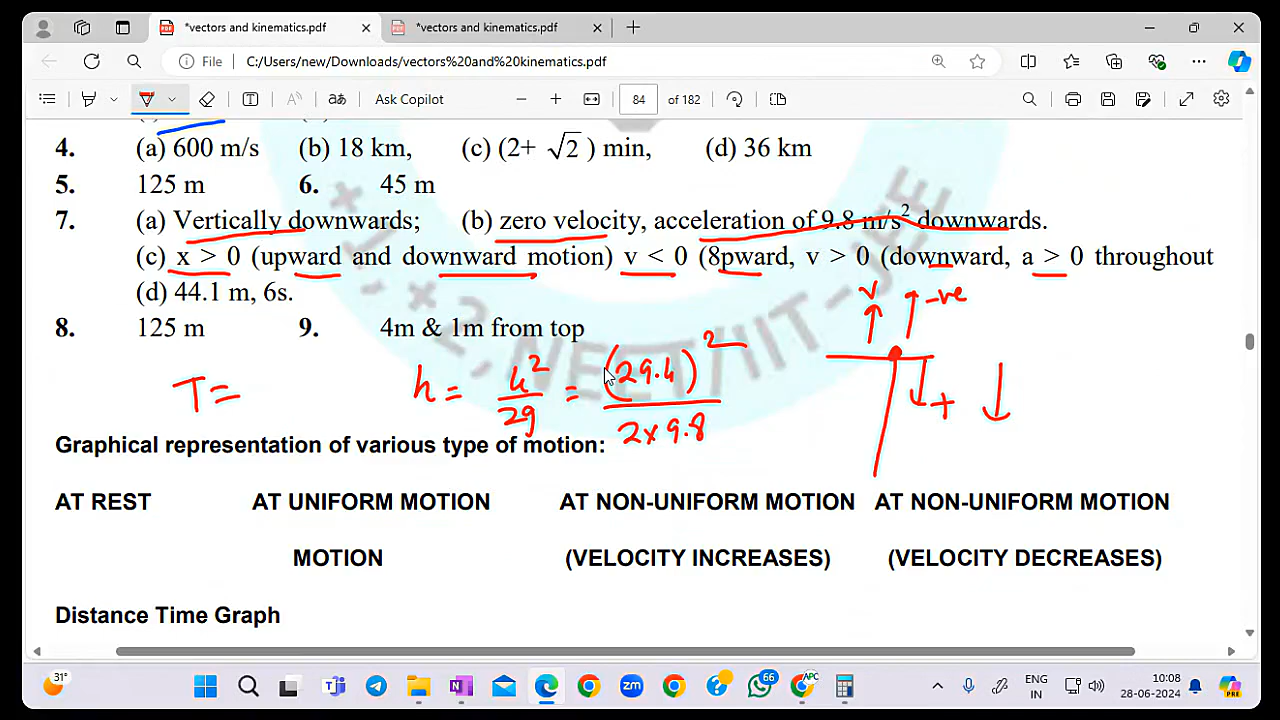 *vectors and kinematics.pdf
*vectors and kinematics.pdf
File C:/Users/new/Downloads/vectors%20and%20kinematics.pdf
Ask Copilot 84 of 182
4. (a) 600 m/s (b) 18 km, (c) (2+ √2 ) min, (d) 36 km
5. 125 m 6. 45 m
7. (a) Vertically downwards; (b) zero velocity, acceleration of 9.8 m/s² downwards.
(c) x > 0 (upward and downward motion) v < 0 (8pward, v > 0 (downward, a > 0 throughout
(d) 44.1 m, 6s.
v -ve
8. 125 m 9. 4m & 1m from top
T= h = u²/2g = (29.4)²/2×9.8
+
NEET/IIT-JEE
Graphical representation of various type of motion:
AT REST AT UNIFORM MOTION AT NON-UNIFORM MOTION AT NON-UNIFORM MOTION
MOTION (VELOCITY INCREASES) (VELOCITY DECREASES)
Distance Time Graph
31°
66
APC
ENG
IN
10:08
28-06-2024